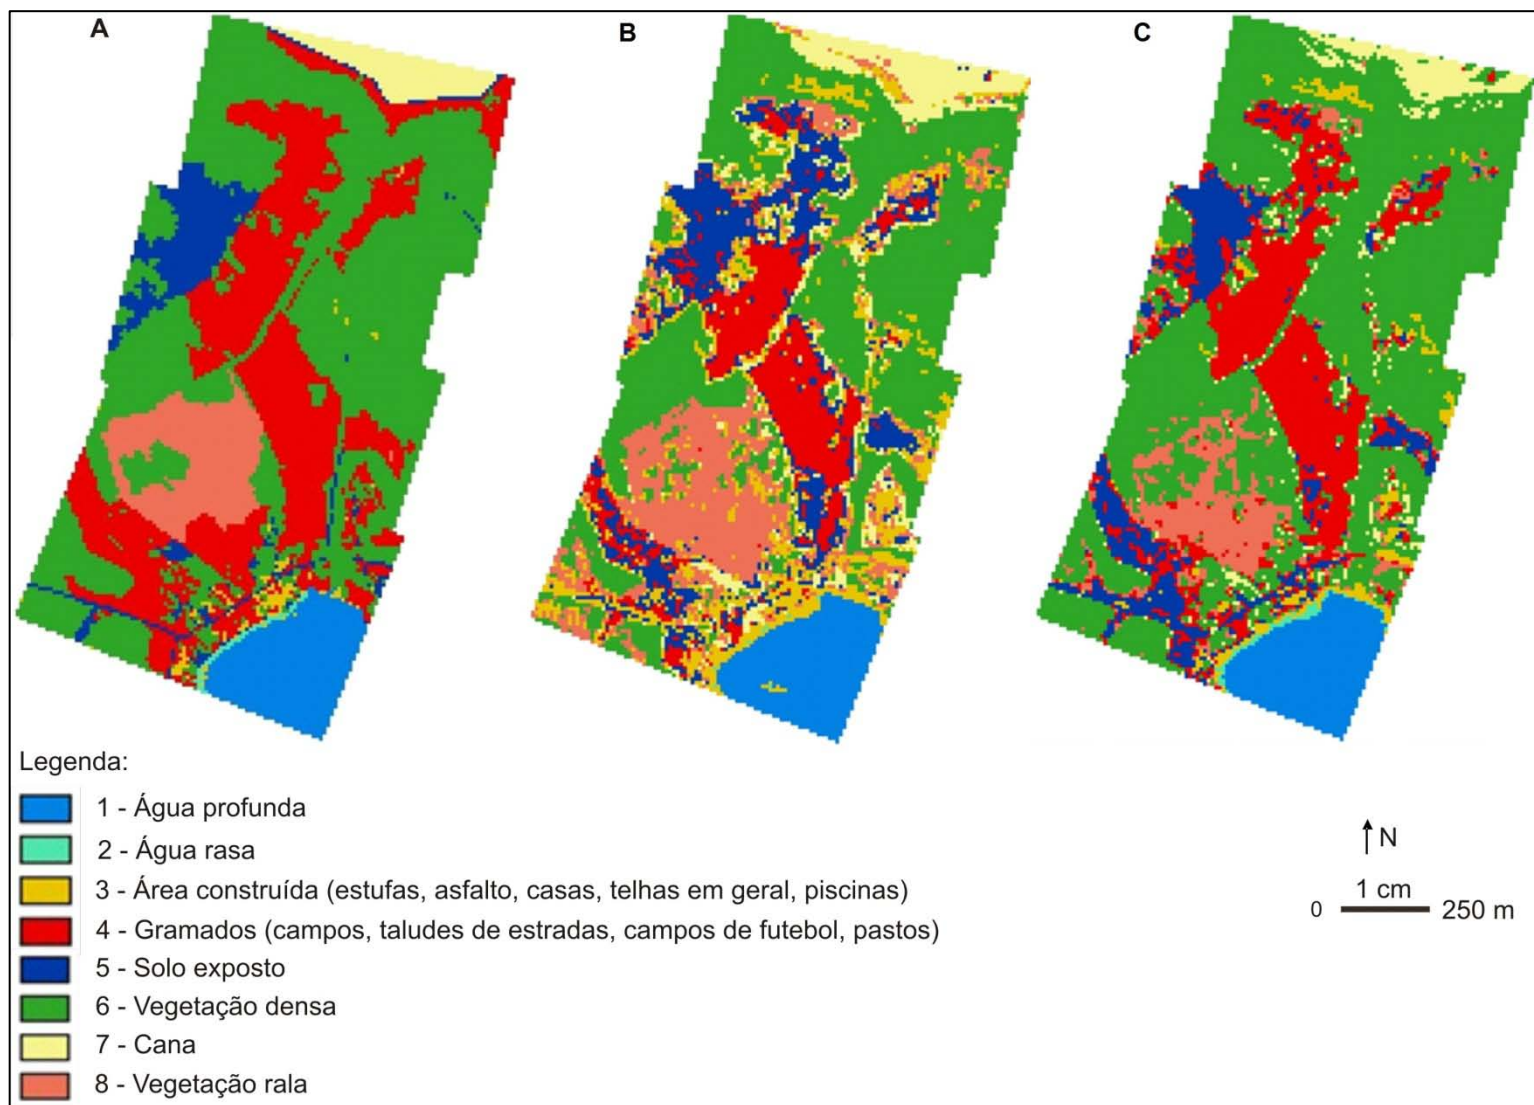 A
B
C
Legenda:
1 - Água profunda
2 - Água rasa
3 - Área construída (estufas, asfalto, casas, telhas em geral, piscinas)
4 - Gramados (campos, taludes de estradas, campos de futebol, pastos)
5 - Solo exposto
6 - Vegetação densa
7 - Cana
8 - Vegetação rala
N
1 cm
0 250 m